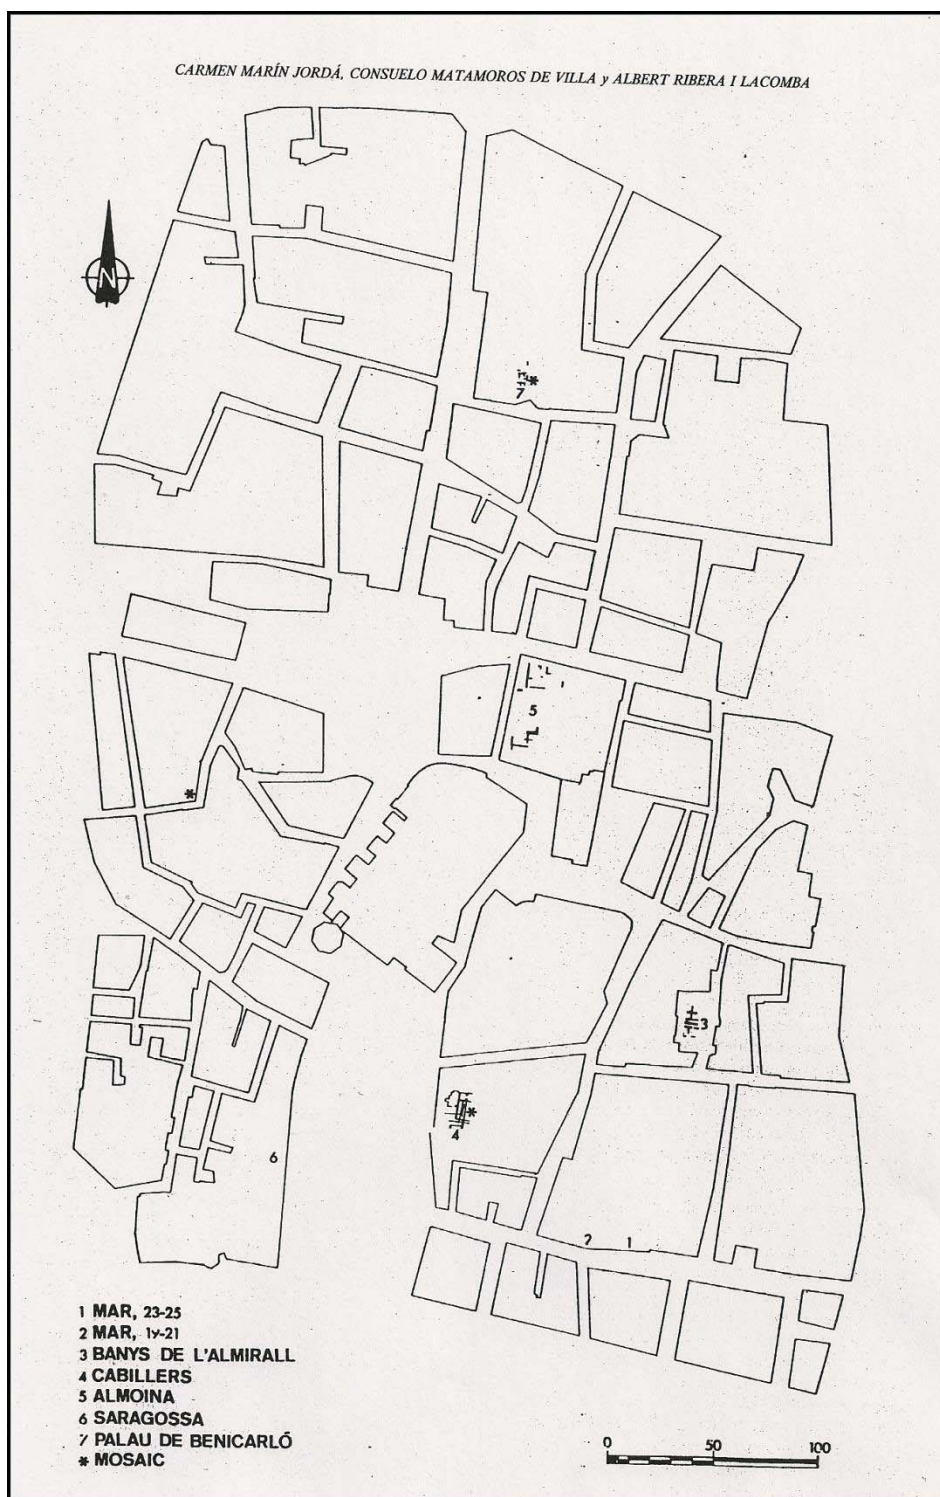 CARMEN MARÍN JORDÁ, CONSUELO MATAMOROS DE VILLA y ALBERT RIBERA I LACOMBA
N
7
5
3
4
6
2 1
1 MAR, 23-25
2 MAR, 19-21
3 BANYS DE L'ALMIRALL
4 CABILLERS
5 ALMOINA
6 SARAGOSSA
7 PALAU DE BENICARLÓ
* MOSAIC
0 50 100